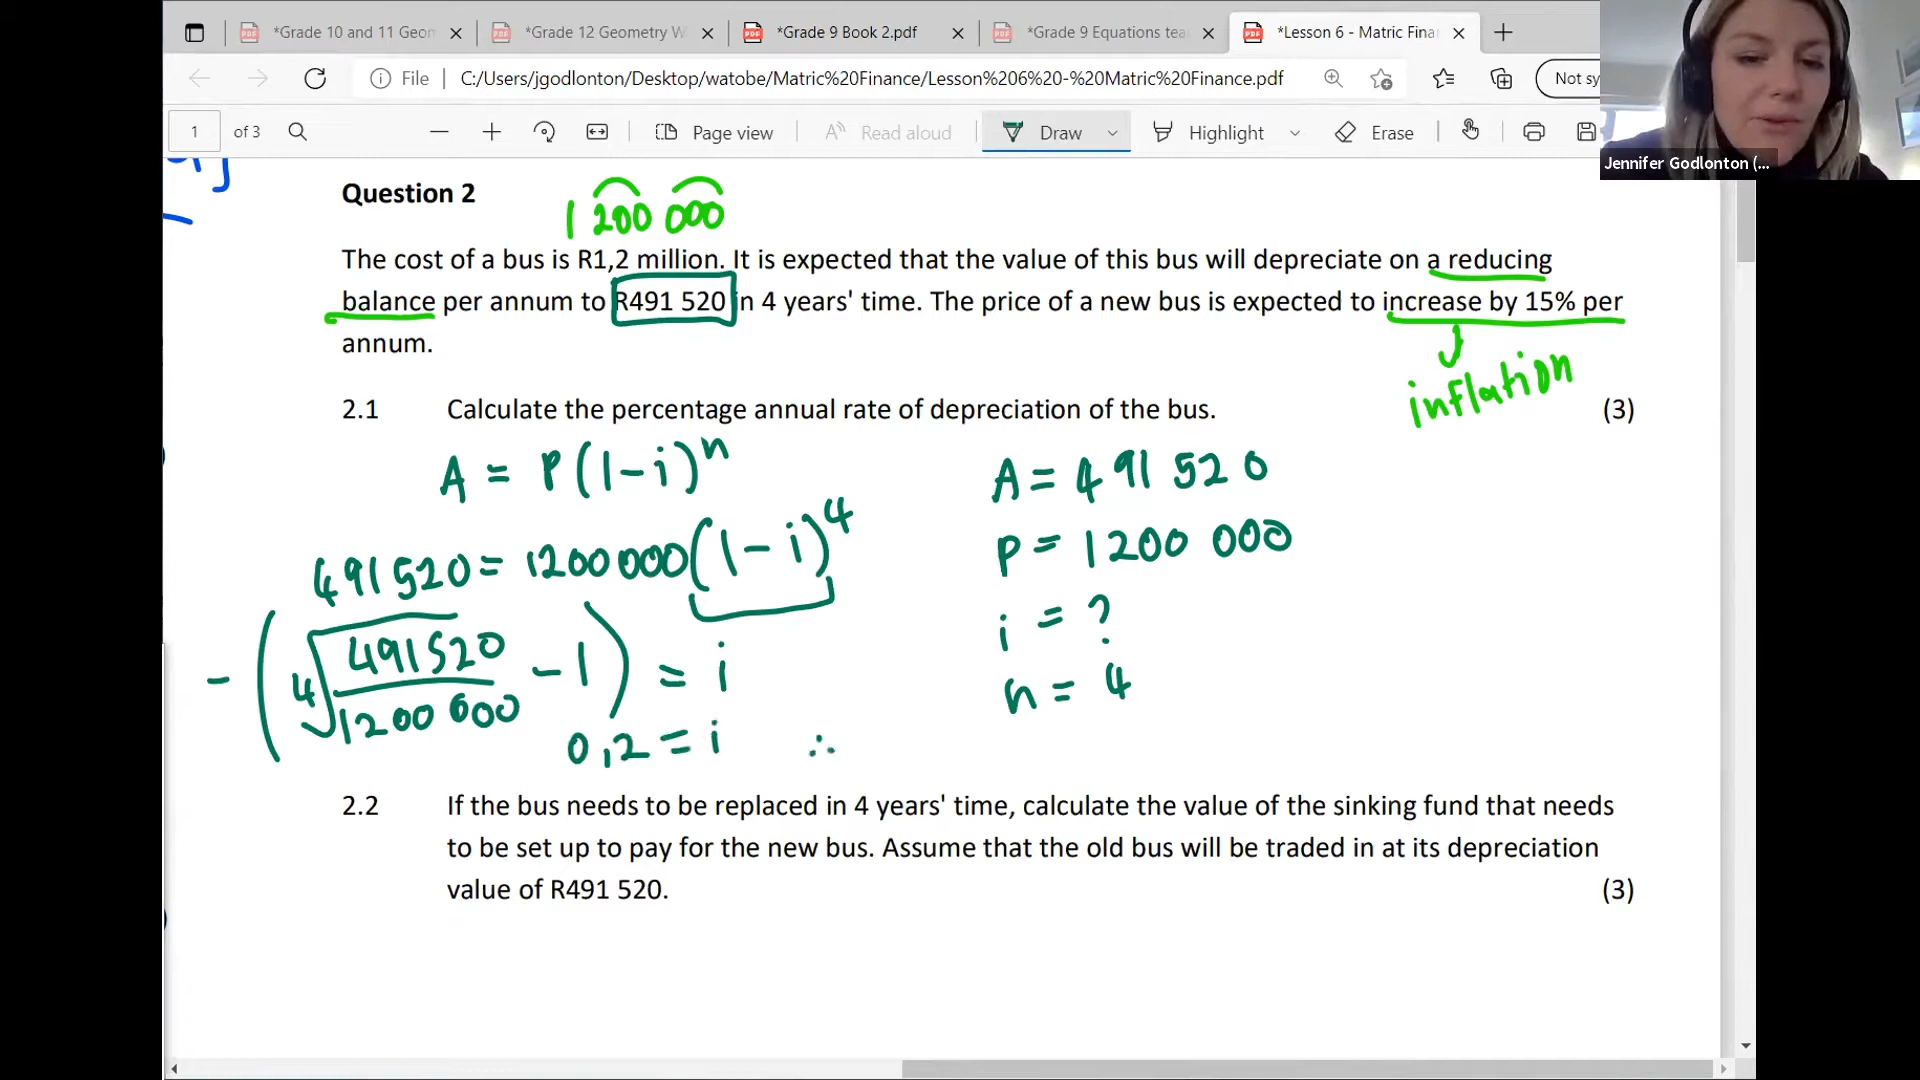 *Grade 10 and 11 Geon
*Grade 12 Geometry W
*Grade 9 Book 2.pdf
*Grade 9 Equations tea
*Lesson 6 - Matric Fina
File C:/Users/jgodlonton/Desktop/watobe/Matric%20Finance/Lesson%206%20-%20Matric%20Finance.pdf
Not sy
1 of 3
Page view
Read aloud
Draw
Highlight
Erase
Jennifer Godlonton (...
Question 2
1 200 000
The cost of a bus is R1,2 million. It is expected that the value of this bus will depreciate on a reducing
balance per annum to R491 520 in 4 years' time. The price of a new bus is expected to increase by 15% per
annum.
inflation
2.1 Calculate the percentage annual rate of depreciation of the bus. (3)
A = P(1-i)^n
491520 = 1200000(1-i)^4
-(4√491520/1200000 - 1) = i
0,2 = i ∴
A = 491 520
P = 1200 000
i = ?
n = 4
2.2 If the bus needs to be replaced in 4 years' time, calculate the value of the sinking fund that needs
to be set up to pay for the new bus. Assume that the old bus will be traded in at its depreciation
value of R491 520. (3)